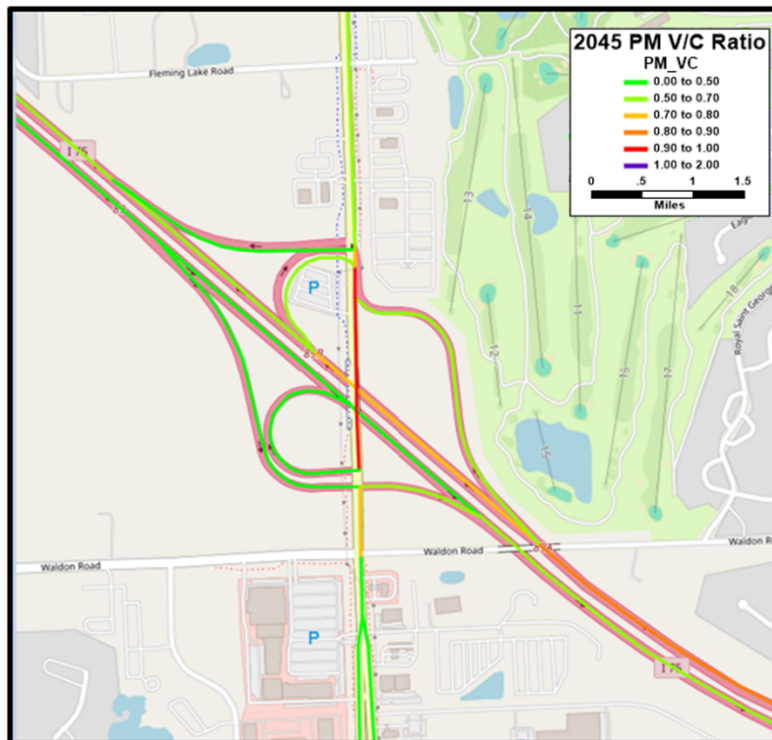 2045 PM V/C Ratio
PM_VC
0.00 to 0.50
0.50 to 0.70
0.70 to 0.80
0.80 to 0.90
0.90 to 1.00
1.00 to 2.00
0 .5 1 1.5
Miles
Fleming Lake Road
I 75
13
14
11
12
16
21
18
15
P
Royal Saint George
Waldon Road
Waldon Road
Waldon R
P
I 75